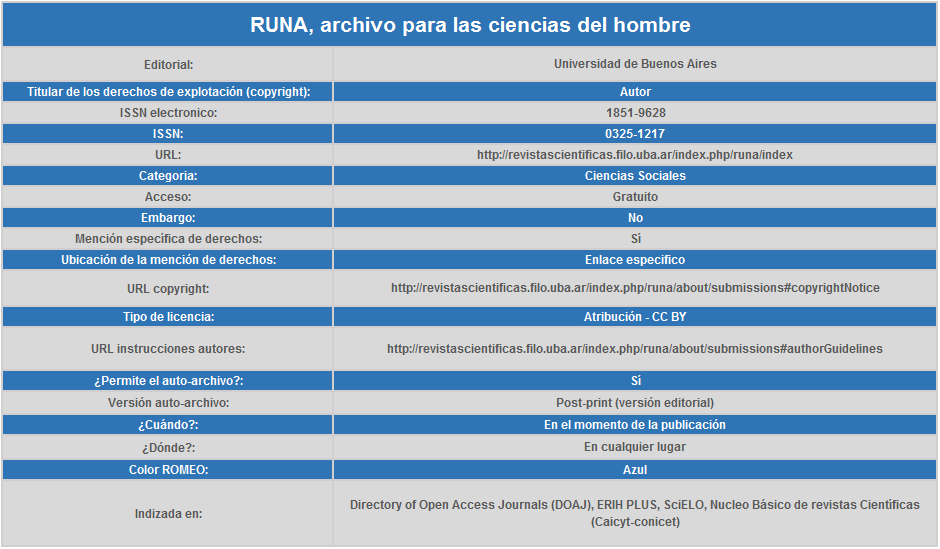 RUNA, archivo para las ciencias del hombre
Editorial: Universidad de Buenos Aires
Titular de los derechos de explotación (copyright): Autor
ISSN electronico: 1851-9628
ISSN: 0325-1217
URL: http://revistascientificas.filo.uba.ar/index.php/runa/index
Categoria: Ciencias Sociales
Acceso: Gratuito
Embargo: No
Mención específica de derechos: Sí
Ubicación de la mención de derechos: Enlace especifico
URL copyright: http://revistascientificas.filo.uba.ar/index.php/runa/about/submissions#copyrightNotice
Tipo de licencia: Atribución - CC BY
URL instrucciones autores: http://revistascientificas.filo.uba.ar/index.php/runa/about/submissions#authorGuidelines
¿Permite el auto-archivo?: Sí
Versión auto-archivo: Post-print (versión editorial)
¿Cuándo?: En el momento de la publicación
¿Dónde?: En cualquier lugar
Color ROMEO: Azul
Indizada en: Directory of Open Access Journals (DOAJ), ERIH PLUS, SciELO, Nucleo Básico de revistas Científicas
(Caicyt-conicet)